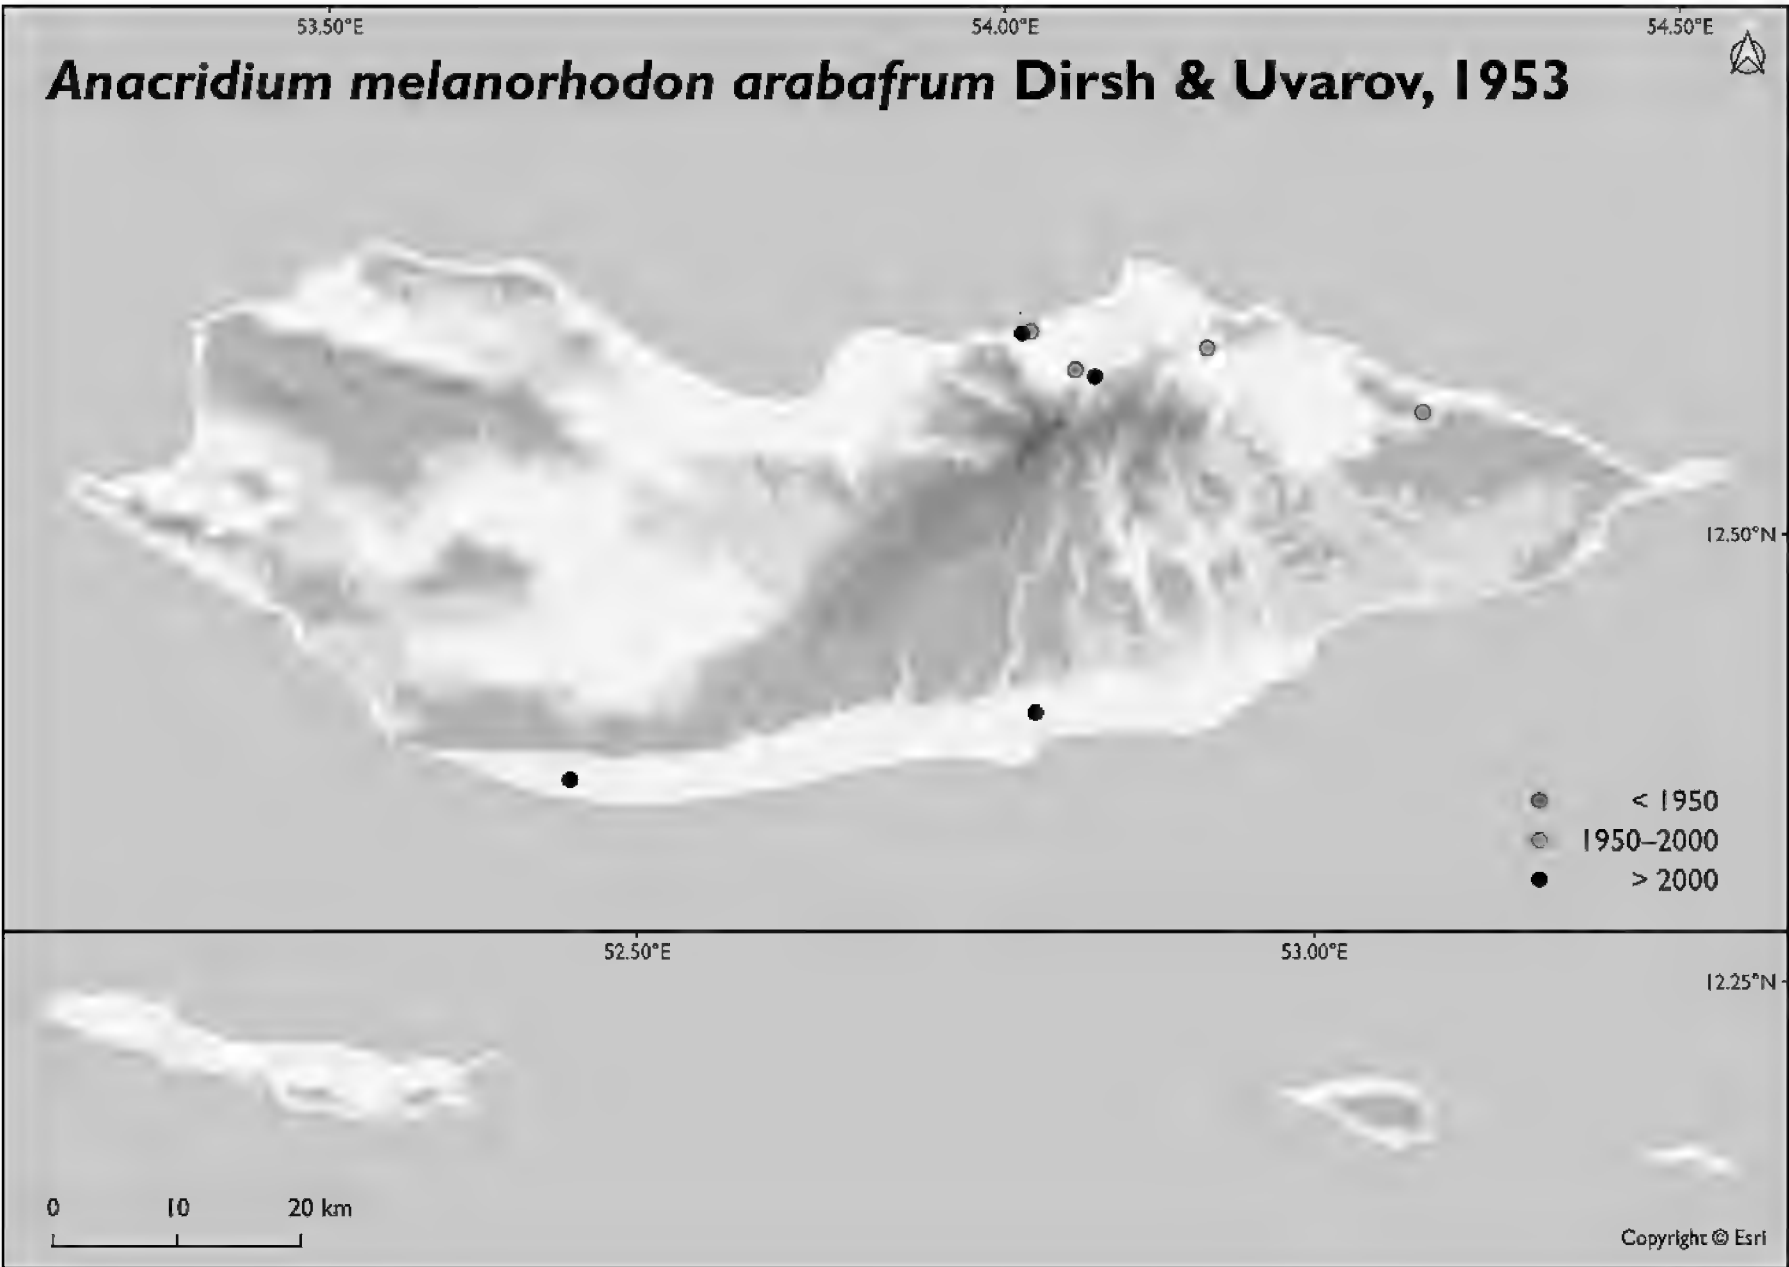 53.50°E 54.00°E 54.50°E
Anacridium melanorhodon arabafrum Dirsh & Uvarov, 1953
12.50°N
< 1950
1950–2000
> 2000
52.50°E 53.00°E
12.25°N
0 10 20 km
Copyright © Esri